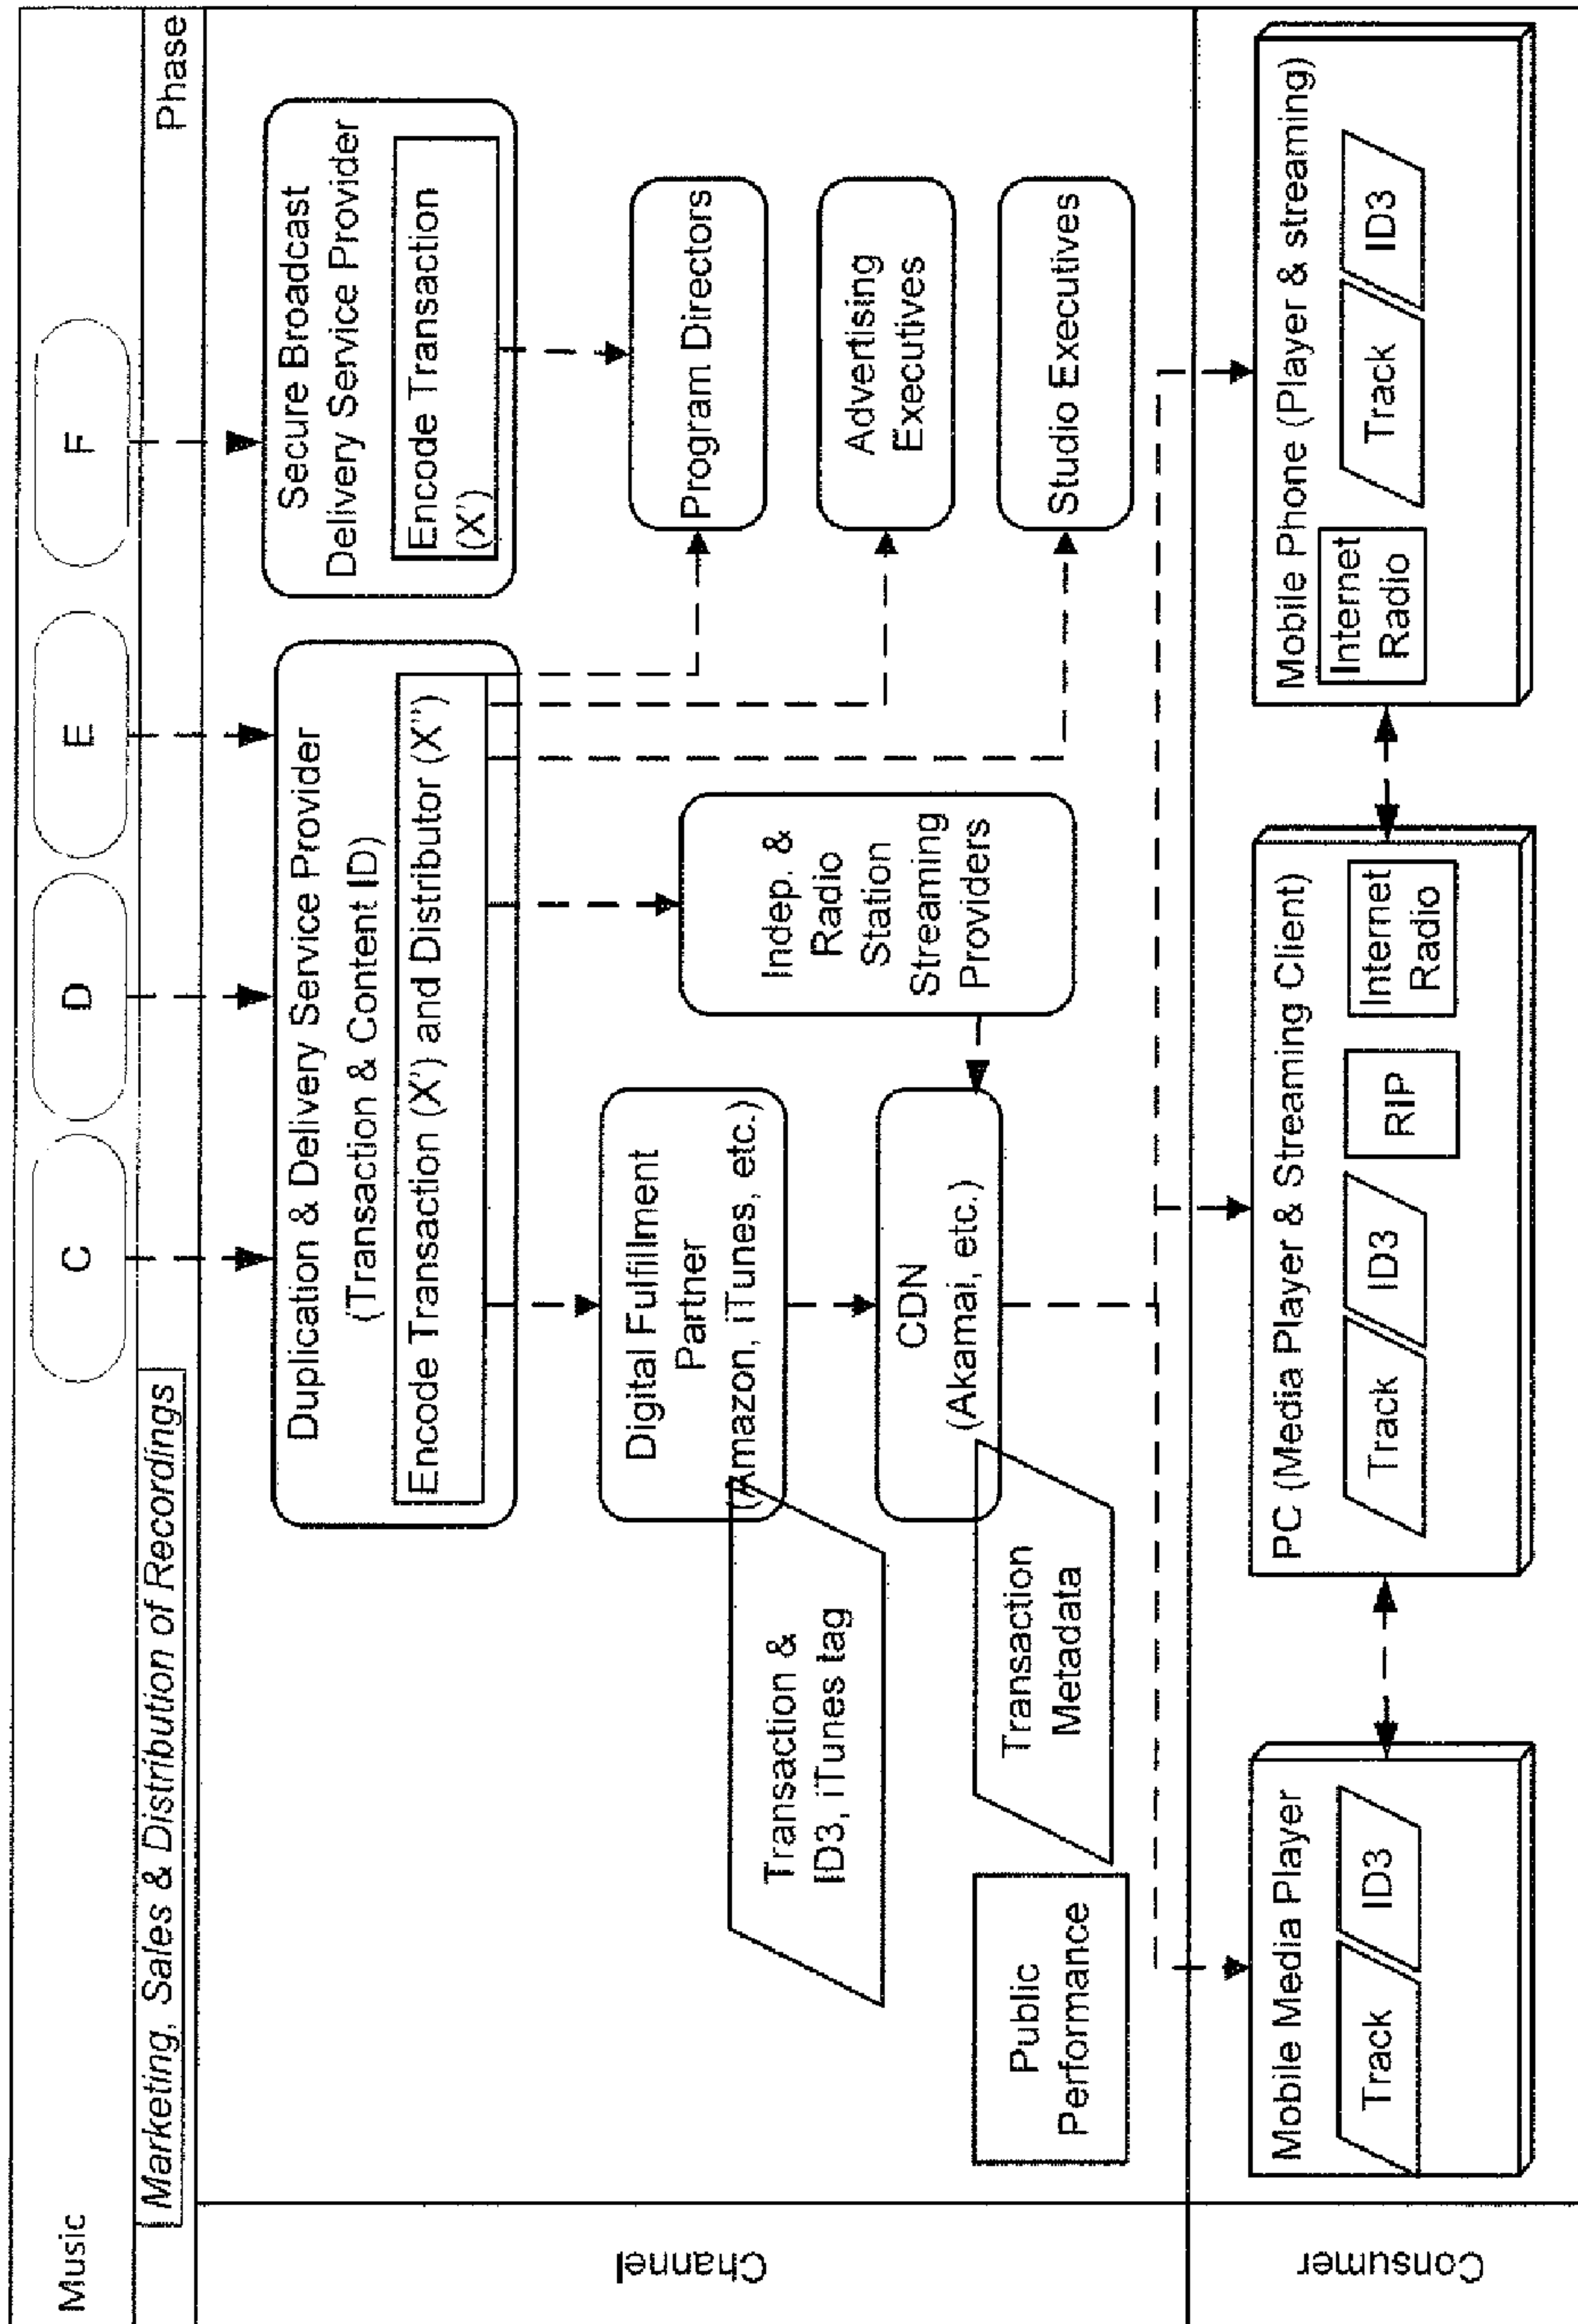 Music
C
D
E
F
Marketing, Sales & Distribution of Recordings
Phase
Channel
Duplication & Delivery Service Provider
(Transaction & Content ID)
Encode Transaction (X') and Distributor (X'')
Secure Broadcast
Delivery Service Provider
Encode Transaction
(X')
Digital Fulfillment
Partner
(Amazon, iTunes, etc.)
Transaction &
ID3, iTunes tag
Indep. &
Radio
Station
Streaming
Providers
Program Directors
Advertising
Executives
Studio Executives
CDN
(Akamai, etc.)
Transaction
Metadata
Public
Performance
Consumer
Mobile Media Player
Track
ID3
PC (Media Player & Streaming Client)
Track
ID3
RIP
Internet
Radio
Mobile Phone (Player & streaming)
Internet
Radio
Track
ID3